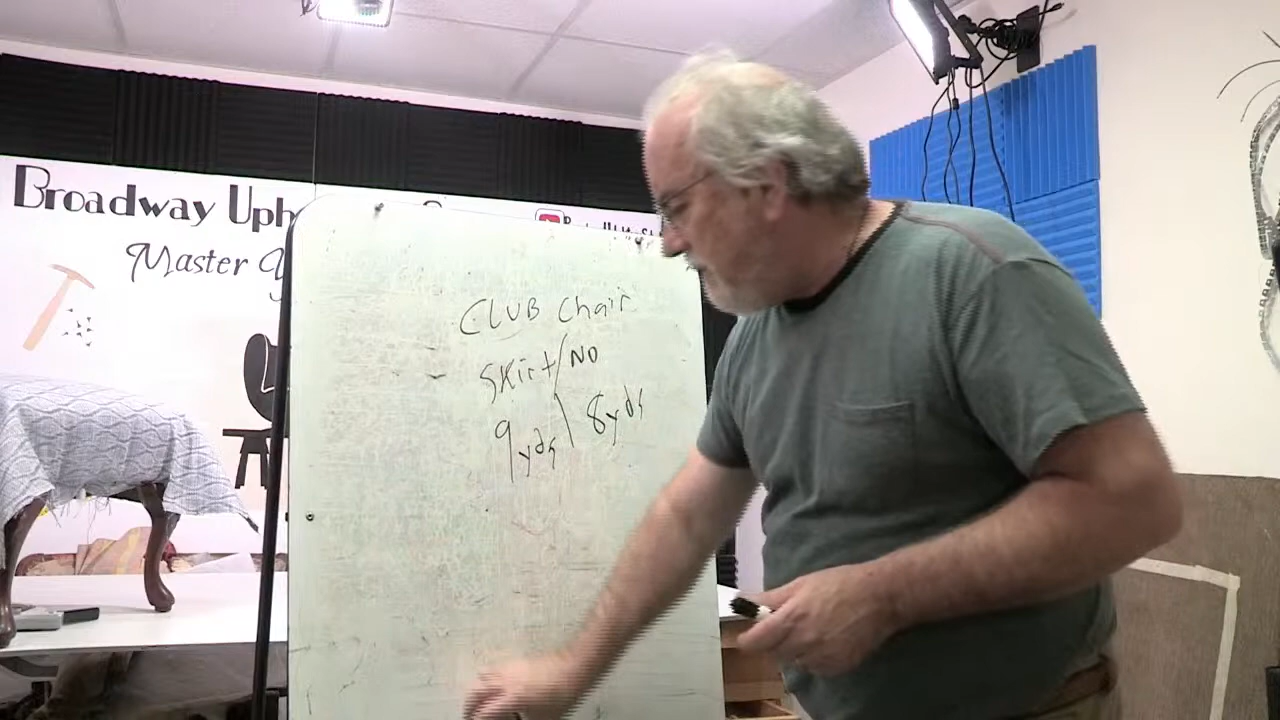 Broadway Uph
Master
CLUB Chair
SKirt/NO
9yds \ 8yds